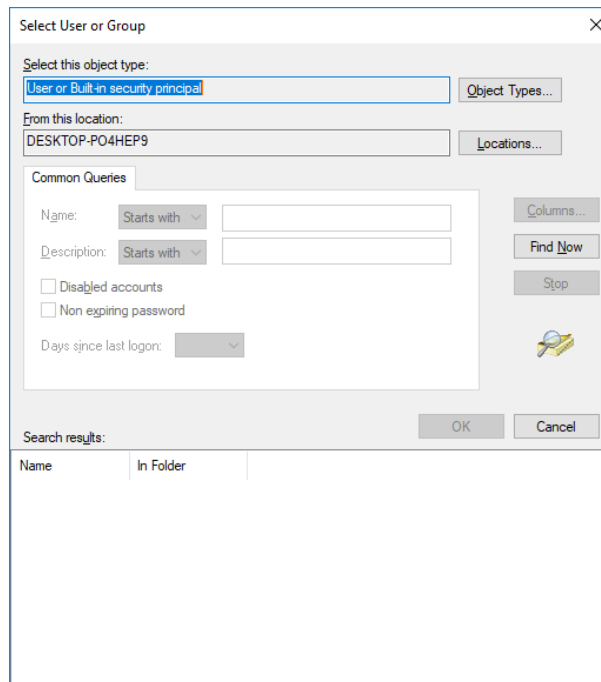 Select User or Group
Select this object type:
User or Built-in security principal
Object Types...
From this location:
DESKTOP-PO4HEP9
Locations...
Common Queries
Name: Starts with
Columns...
Description: Starts with
Find Now
Disabled accounts
Stop
Non expiring password
Days since last logon:
OK
Cancel
Search results:
Name In Folder